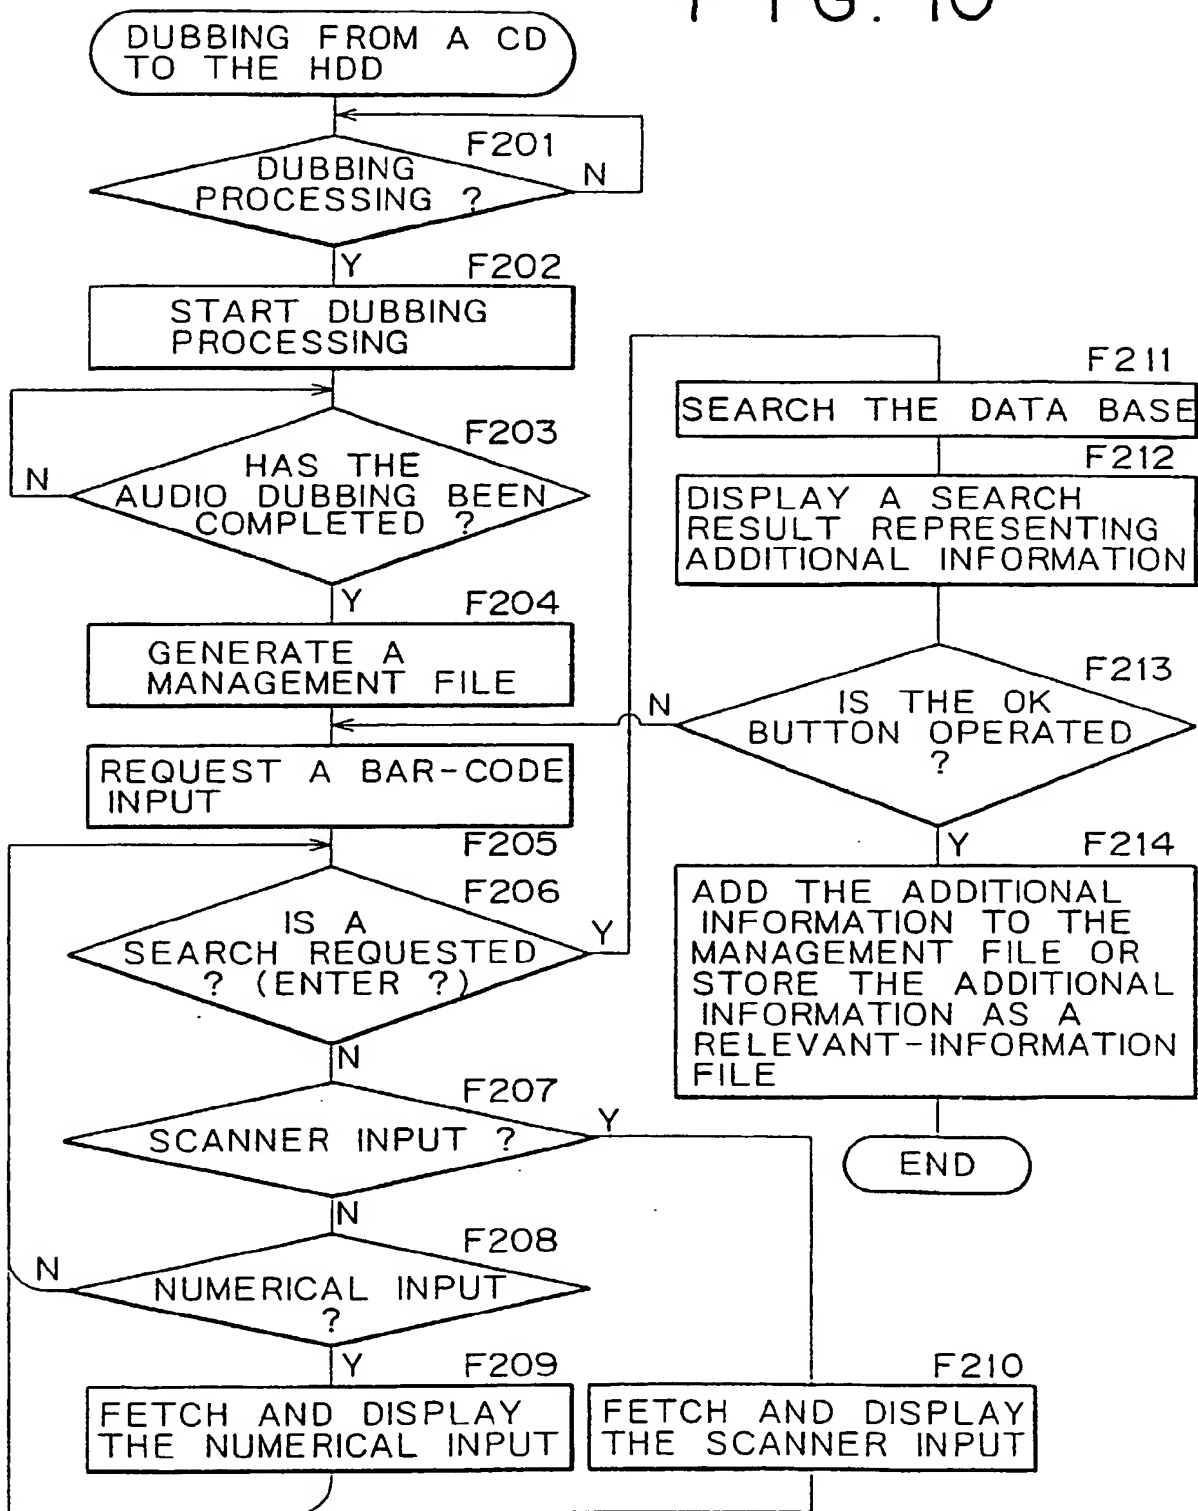 FIG. 10
DUBBING FROM A CD
TO THE HDD
F201
DUBBING
PROCESSING ?
N
Y
F202
START DUBBING
PROCESSING
F203
HAS THE
AUDIO DUBBING BEEN
COMPLETED ?
N
Y
F204
GENERATE A
MANAGEMENT FILE
REQUEST A BAR-CODE
INPUT
F205
F206
IS A
SEARCH REQUESTED
? (ENTER ?)
Y
N
F207
SCANNER INPUT ?
Y
N
F208
NUMERICAL INPUT
?
N
Y
F209
FETCH AND DISPLAY
THE NUMERICAL INPUT
F210
FETCH AND DISPLAY
THE SCANNER INPUT
F211
SEARCH THE DATA BASE
F212
DISPLAY A SEARCH
RESULT REPRESENTING
ADDITIONAL INFORMATION
F213
IS THE OK
BUTTON OPERATED
?
N
Y
F214
ADD THE ADDITIONAL
INFORMATION TO THE
MANAGEMENT FILE OR
STORE THE ADDITIONAL
INFORMATION AS A
RELEVANT-INFORMATION
FILE
END